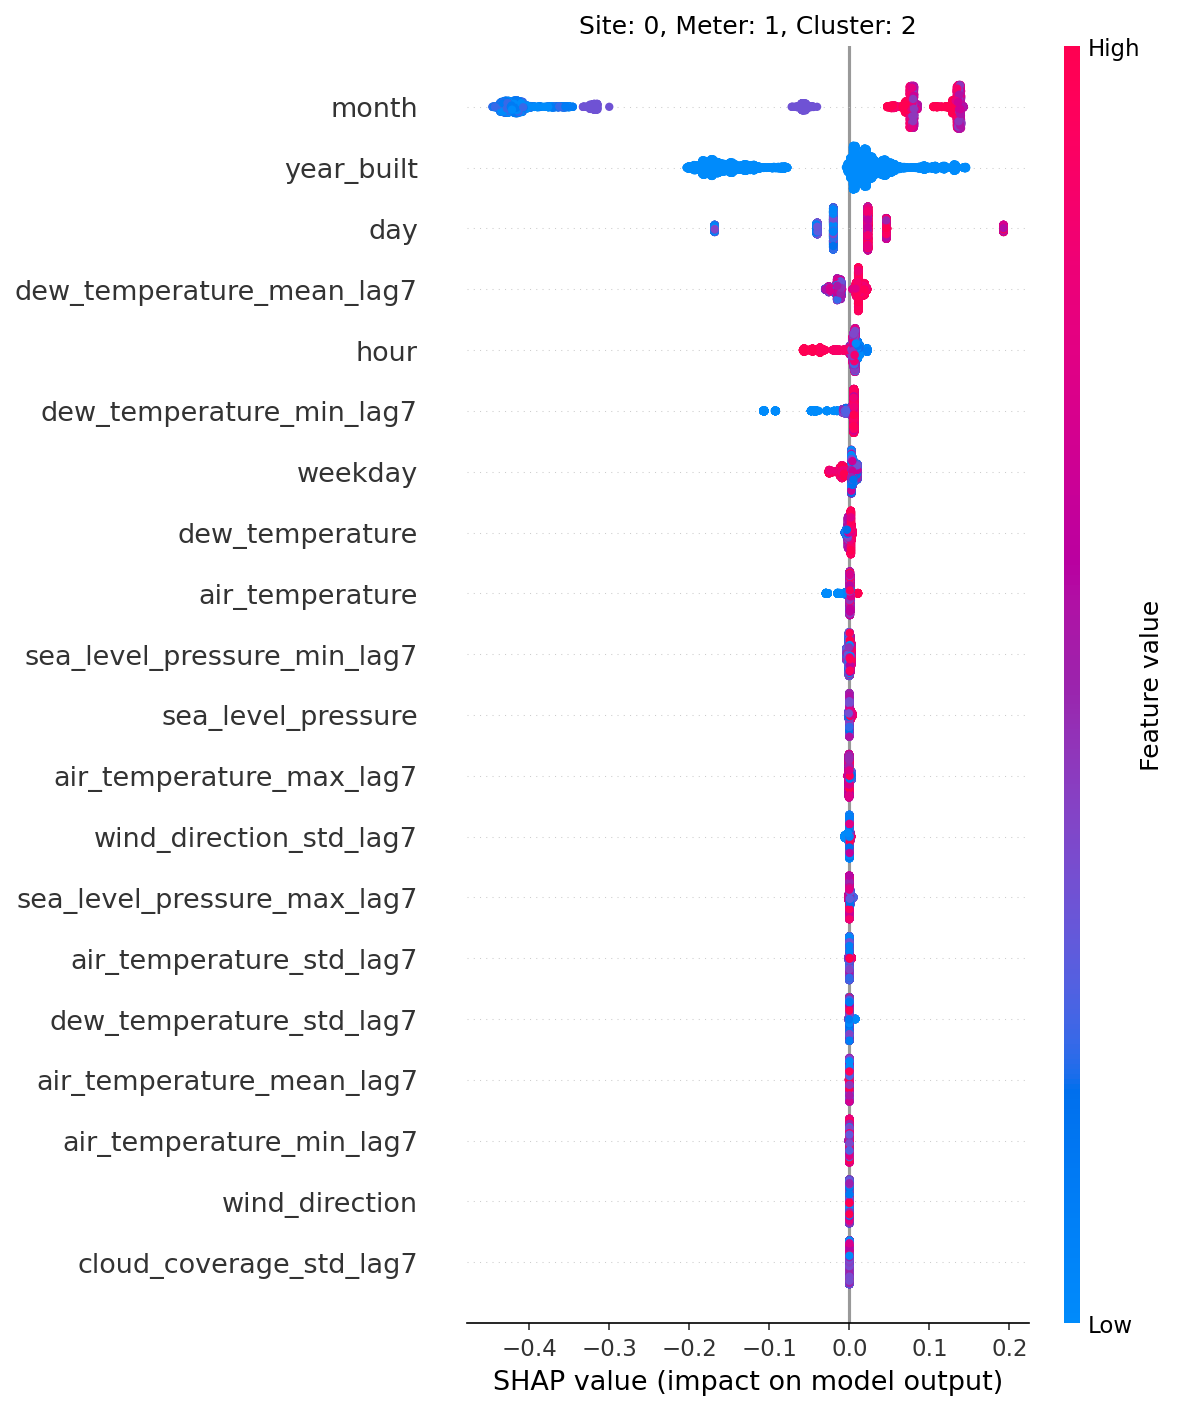 Site: 0, Meter: 1, Cluster: 2
High
month
year_built
day
dew_temperature_mean_lag7
hour
dew_temperature_min_lag7
weekday
dew_temperature
air_temperature
sea_level_pressure_min_lag7
sea_level_pressure
air_temperature_max_lag7
wind_direction_std_lag7
sea_level_pressure_max_lag7
air_temperature_std_lag7
dew_temperature_std_lag7
air_temperature_mean_lag7
air_temperature_min_lag7
wind_direction
cloud_coverage_std_lag7
Feature value
Low
−0.4 −0.3 −0.2 −0.1 0.0 0.1 0.2
SHAP value (impact on model output)